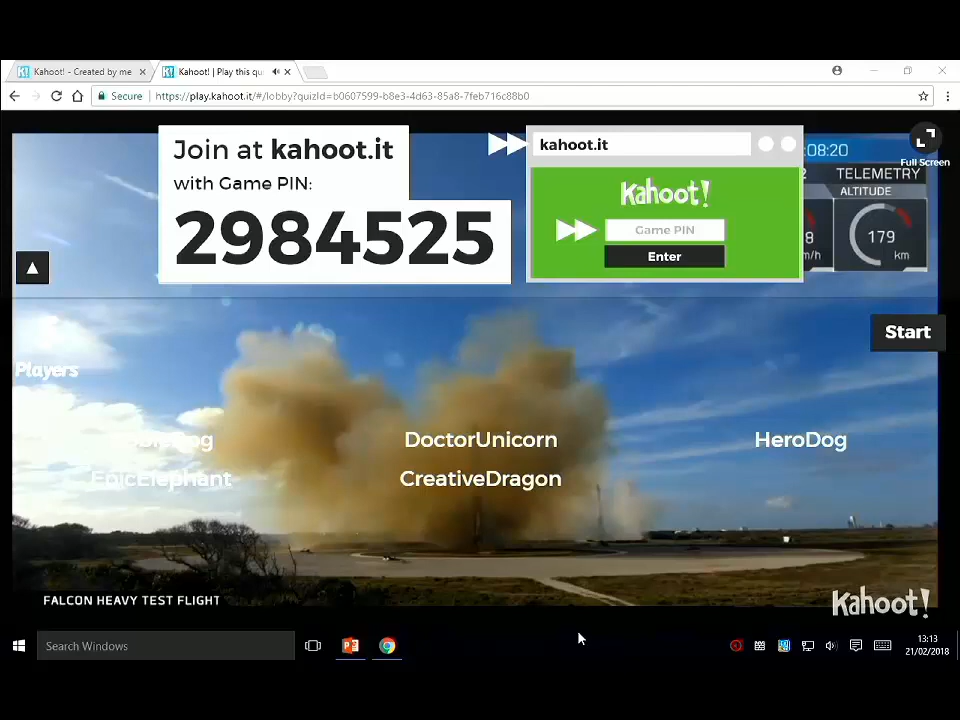 Kahoot! - Created by me
Kahoot! | Play this qu
Secure
https://play.kahoot.it/#/lobby?quizId=b0607599-b8e3-4d63-85a8-7feb716c88b0
Join at kahoot.it
with Game PIN:
2984525
kahoot.it
Kahoot!
Game PIN
Enter
:08:20
TELEMETRY
ALTITUDE
179
km
Full Screen
Start
Players
DoctorUnicorn
HeroDog
EpicElephant
CreativeDragon
FALCON HEAVY TEST FLIGHT
Kahoot!
Search Windows
13:13
21/02/2018